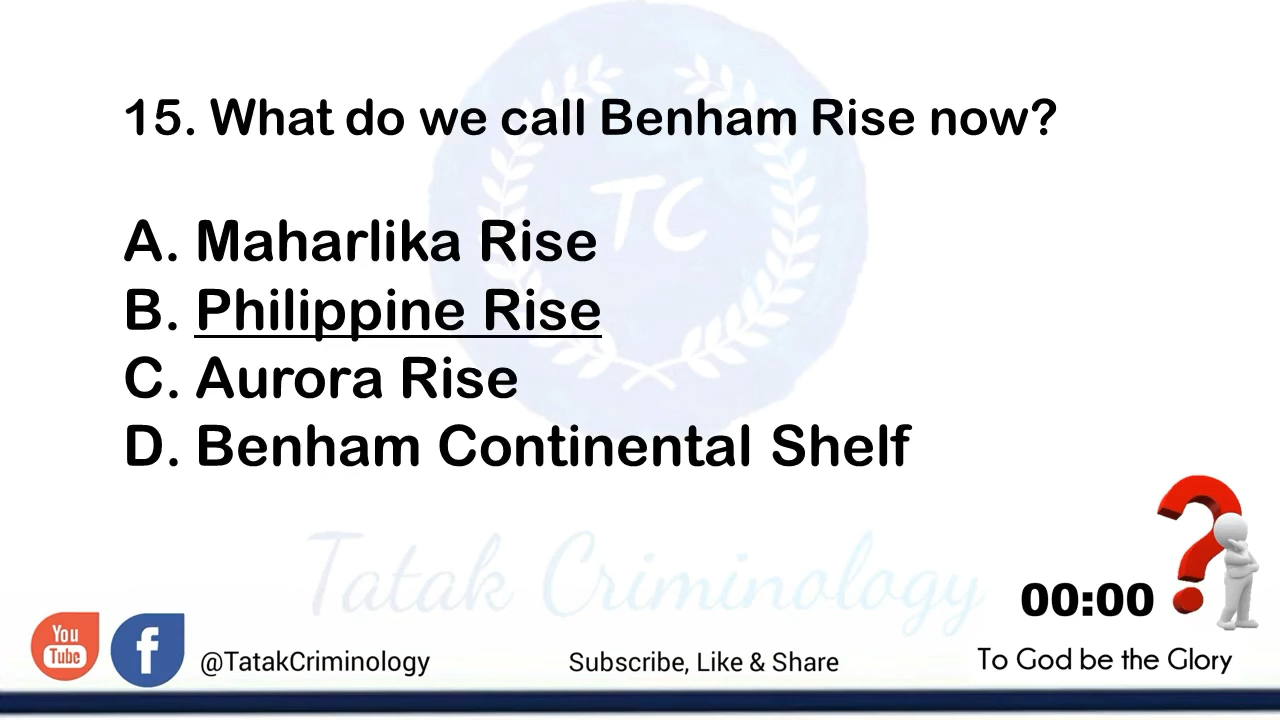 15. What do we call Benham Rise now?
A. Maharlika Rise
B. Philippine Rise
C. Aurora Rise
D. Benham Continental Shelf
TC
Tatak Criminology
00:00
You
Tube
f
@TatakCriminology
Subscribe, Like & Share
To God be the Glory